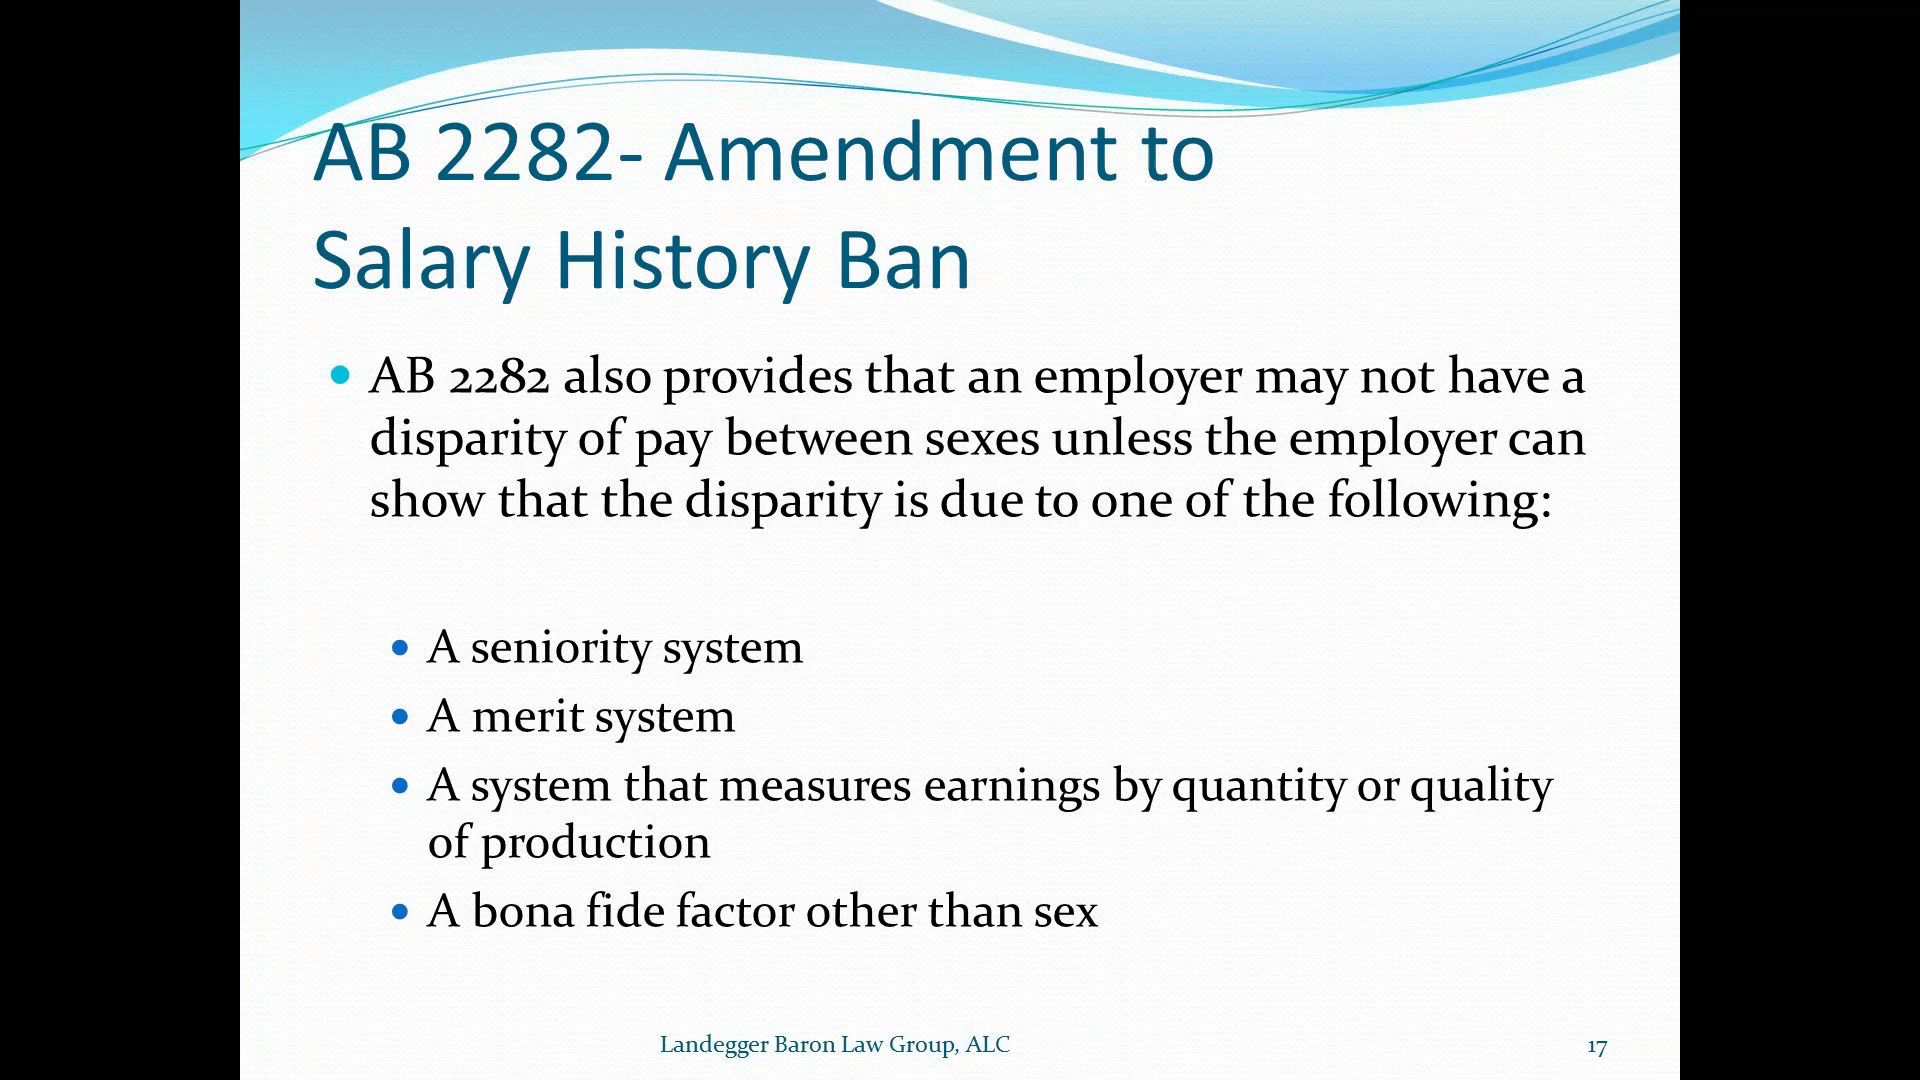 AB 2282- Amendment to
Salary History Ban
• AB 2282 also provides that an employer may not have a
disparity of pay between sexes unless the employer can
show that the disparity is due to one of the following:
• A seniority system
• A merit system
• A system that measures earnings by quantity or quality
of production
• A bona fide factor other than sex
Landegger Baron Law Group, ALC
17